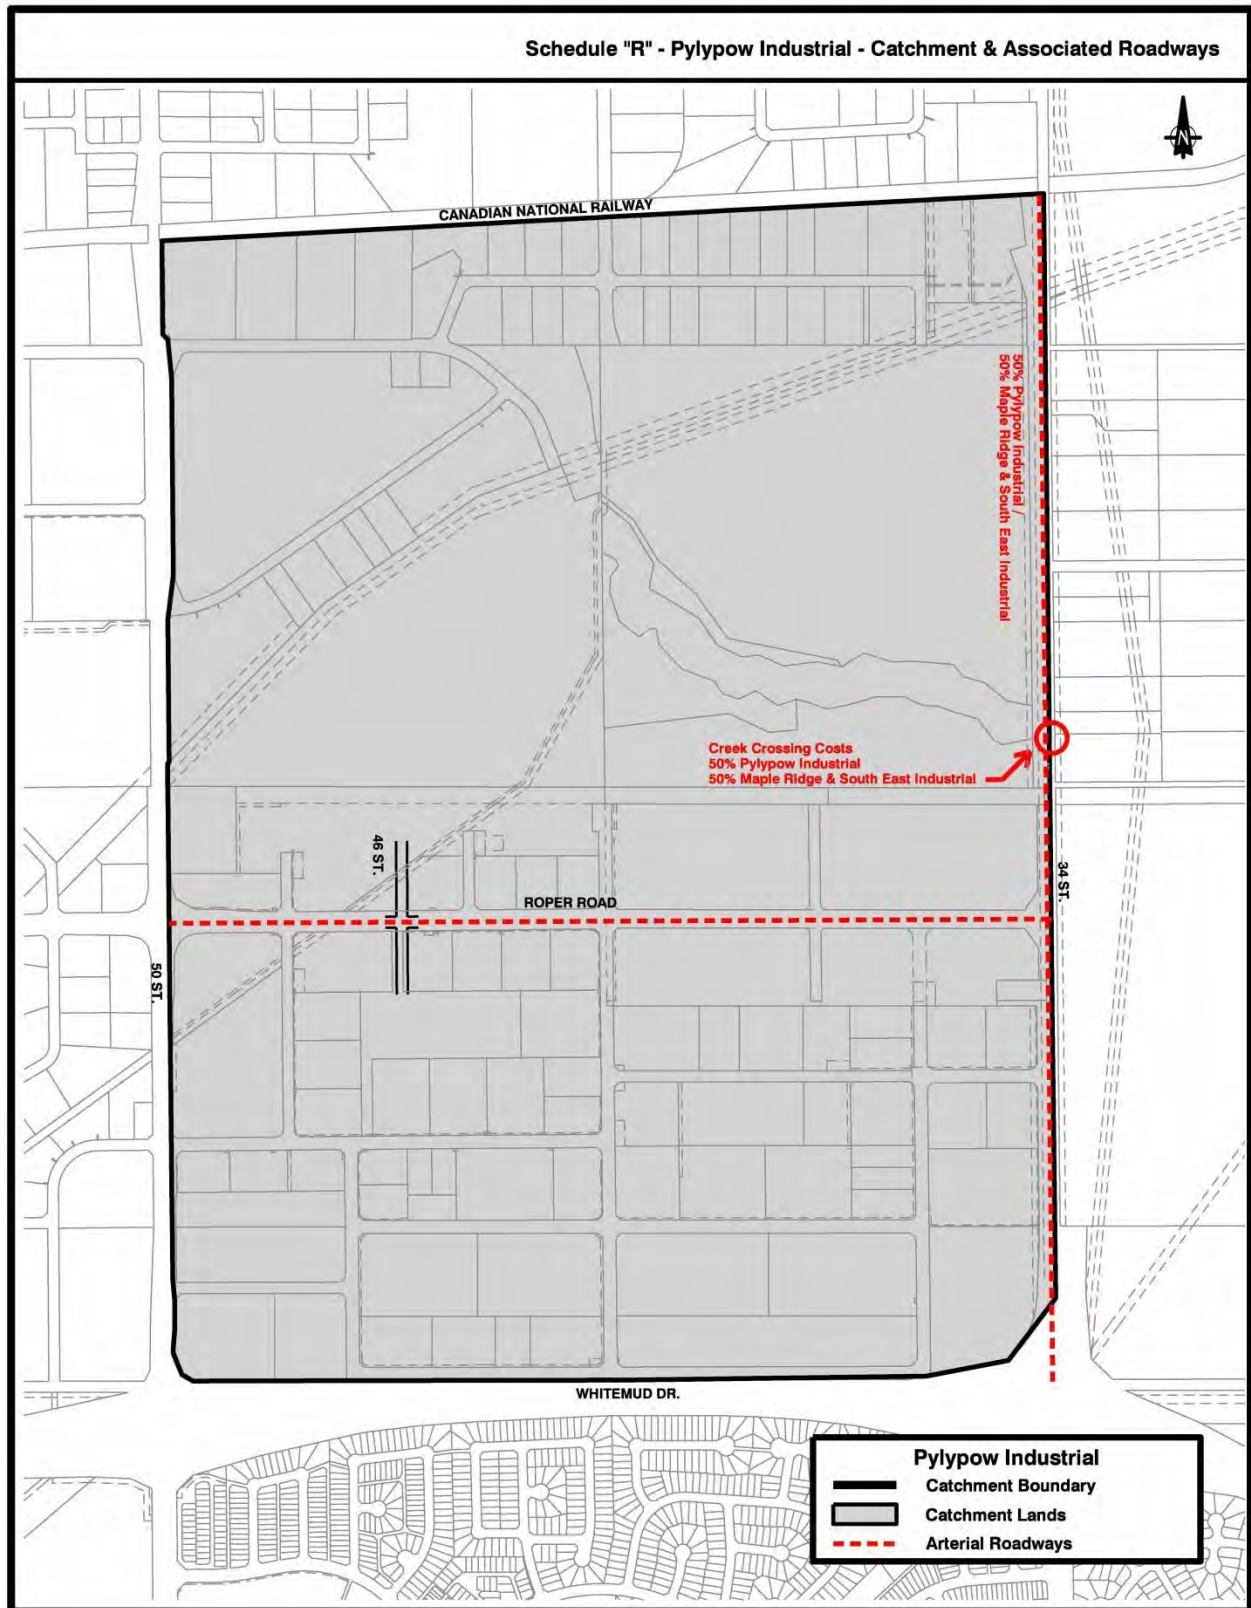 Schedule "R" - Pylypow Industrial - Catchment & Associated Roadways
N
CANADIAN NATIONAL RAILWAY
50% Pylypow Industrial /
50% Maple Ridge & South East Industrial
Creek Crossing Costs
50% Pylypow Industrial
50% Maple Ridge & South East Industrial
46 ST.
34 ST.
ROPER ROAD
50 ST.
WHITEMUD DR.
Pylypow Industrial
Catchment Boundary
Catchment Lands
Arterial Roadways